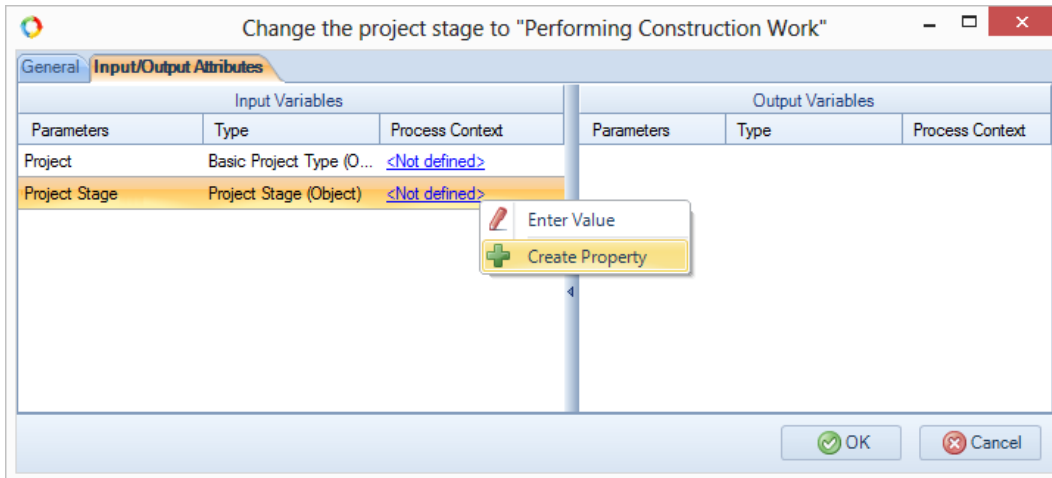 Change the project stage to "Performing Construction Work"
General Input/Output Attributes
Input Variables Output Variables
Parameters Type Process Context Parameters Type Process Context
Project Basic Project Type (O... <Not defined>
Project Stage Project Stage (Object) <Not defined>
Enter Value
Create Property
OK Cancel